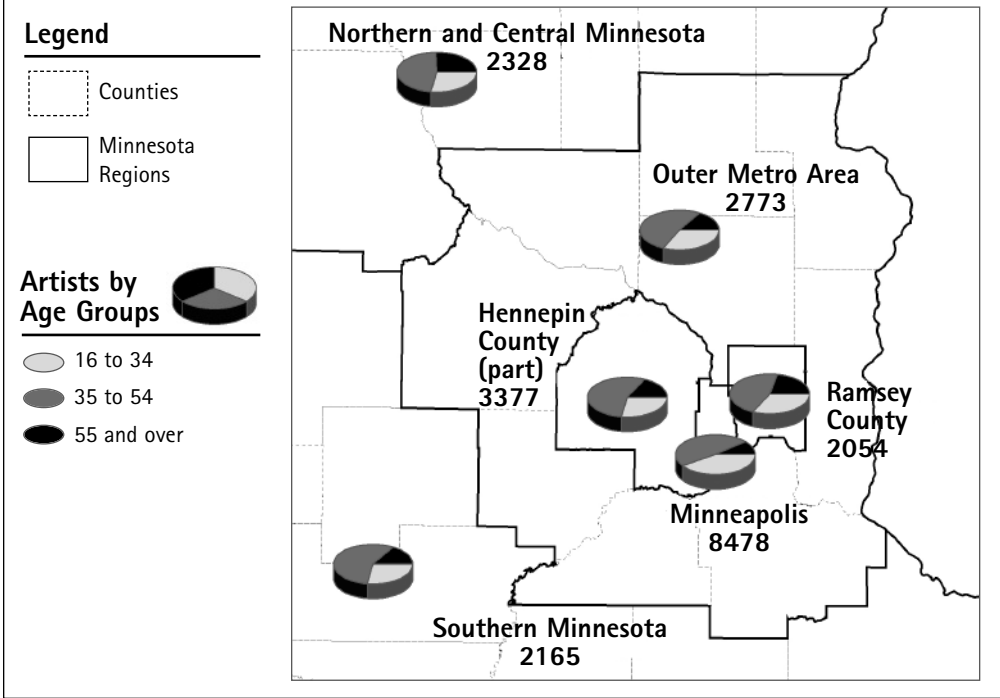 Legend
Counties
Minnesota
Regions
Artists by
Age Groups
16 to 34
35 to 54
55 and over
Northern and Central Minnesota
2328
Outer Metro Area
2773
Hennepin
County
(part)
3377
Ramsey
County
2054
Minneapolis
8478
Southern Minnesota
2165